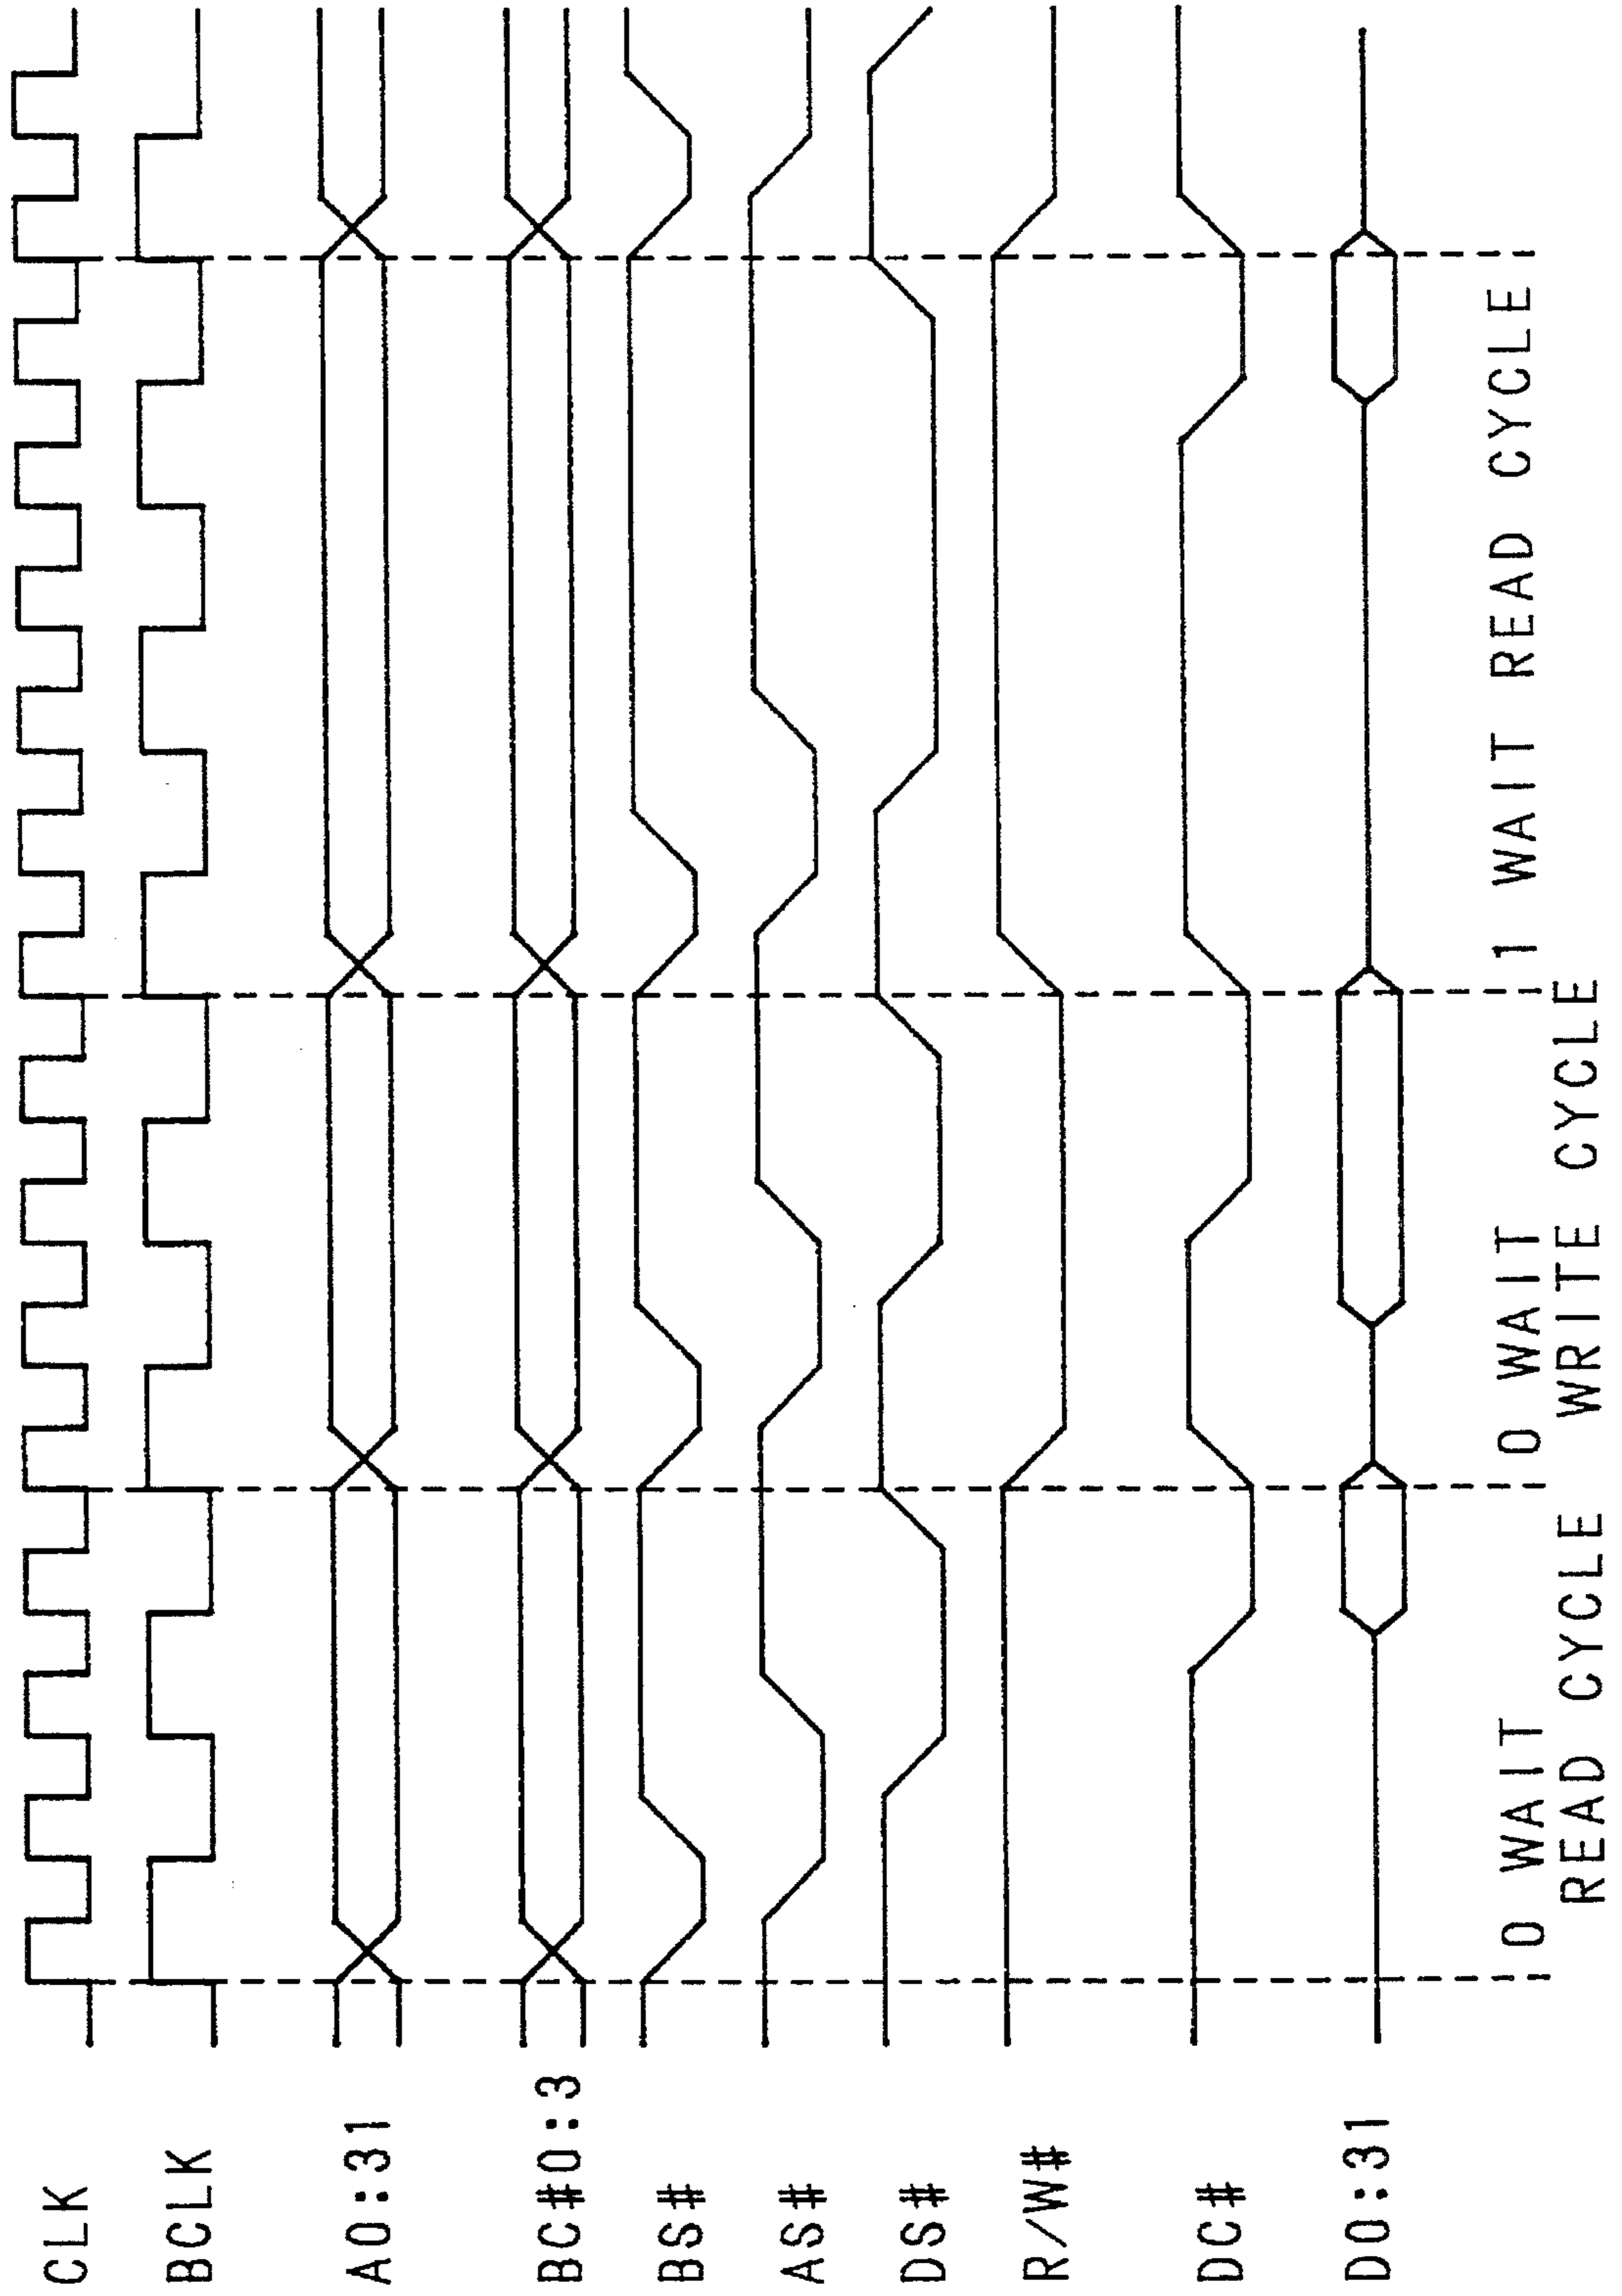 CLK
BCLK
A0:31
BC#0:3
BS#
AS#
DS#
R/W#
DC#
D0:31
0 WAIT
READ CYCLE
0 WAIT
WRITE CYCLE
1 WAIT READ CYCLE